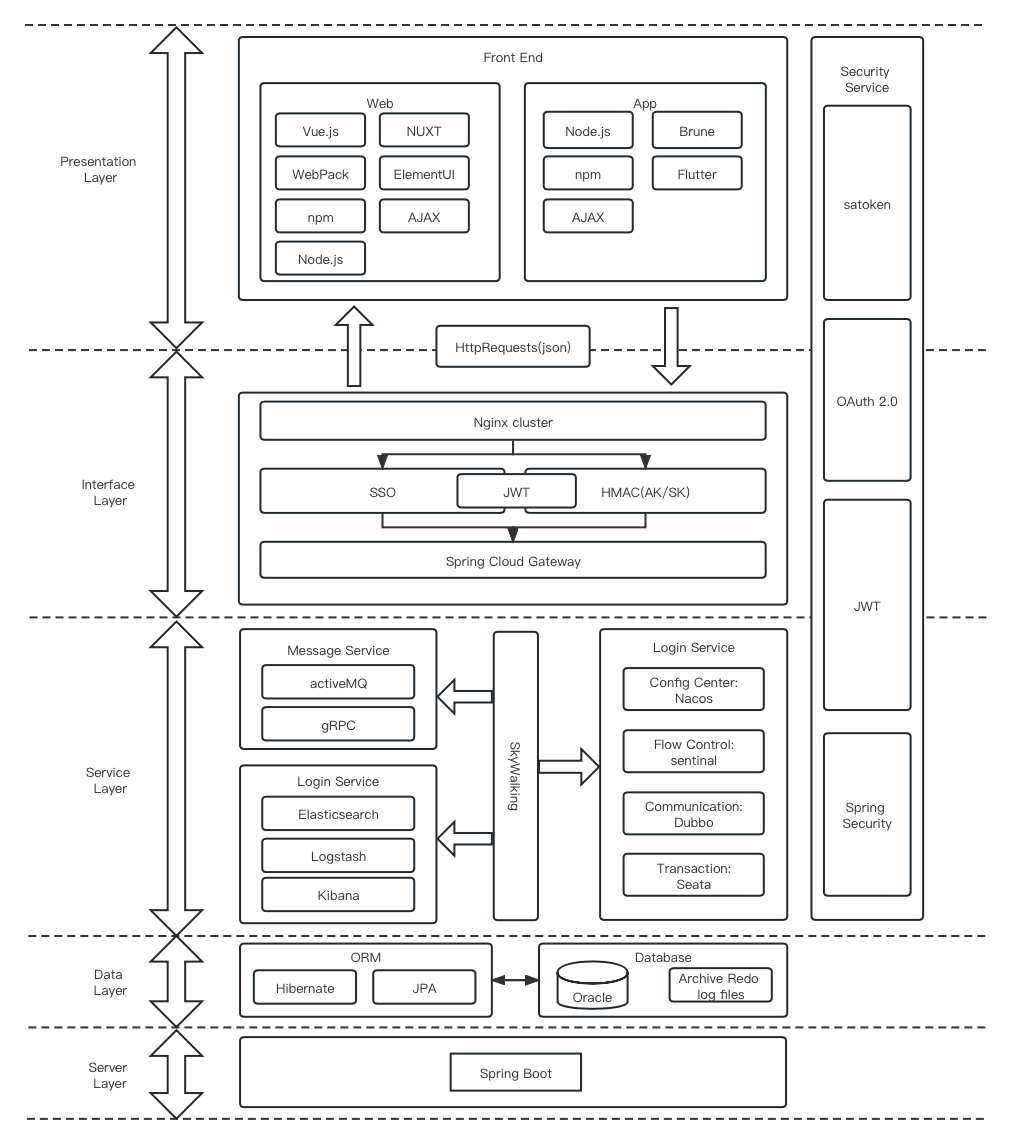 Presentation
Layer
Front End
Web
Vue.js
NUXT
WebPack
ElementUI
npm
AJAX
Node.js
App
Node.js
Brune
npm
Flutter
AJAX
HttpRequests(json)
Interface
Layer
Nginx cluster
SSO
JWT
HMAC(AK/SK)
Spring Cloud Gateway
Service
Layer
Message Service
activeMQ
gRPC
Login Service
Elasticsearch
Logstash
Kibana
SkyWalking
Login Service
Config Center:
Nacos
Flow Control:
sentinal
Communication:
Dubbo
Transaction:
Seata
Security
Service
satoken
OAuth 2.0
JWT
Spring
Security
Data
Layer
ORM
Hibernate
JPA
Database
Oracle
Archive Redo
log files
Server
Layer
Spring Boot